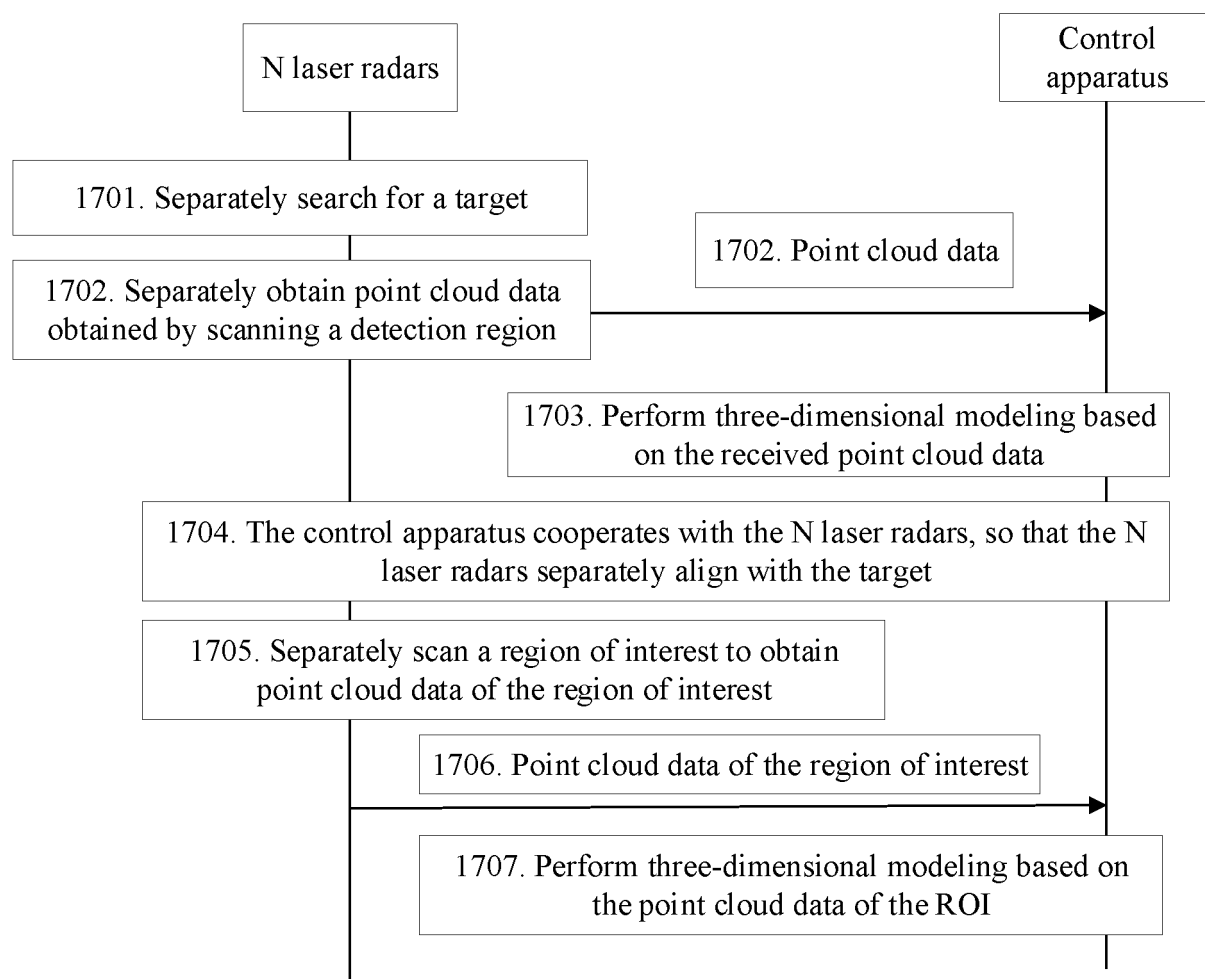 N laser radars
Control
apparatus
1701. Separately search for a target
1702. Separately obtain point cloud data
obtained by scanning a detection region
1702. Point cloud data
1703. Perform three-dimensional modeling based
on the received point cloud data
1704. The control apparatus cooperates with the N laser radars, so that the N
laser radars separately align with the target
1705. Separately scan a region of interest to obtain
point cloud data of the region of interest
1706. Point cloud data of the region of interest
1707. Perform three-dimensional modeling based on
the point cloud data of the ROI